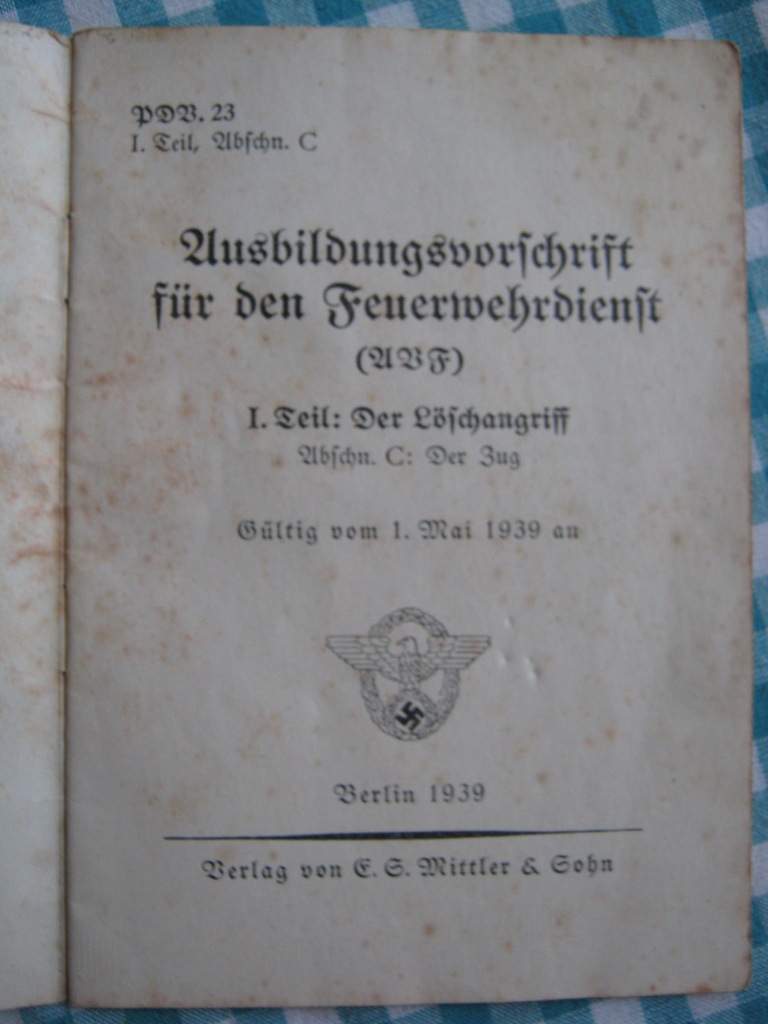 PDV. 23
I. Teil, Abschn. C
Ausbildungsvorschrift
für den Feuerwehrdienst
(AVF)
I. Teil: Der Löschangriff
Abschn. C: Der Zug
Gültig vom 1. Mai 1939 an
Berlin 1939
Verlag von E. S. Mittler & Sohn